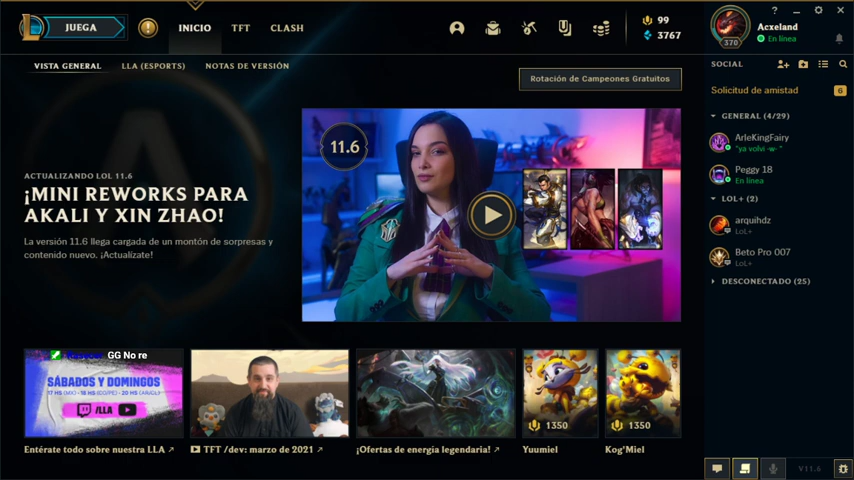 JUEGA
INICIO
TFT
CLASH
99
3767
370
Acxeland
En línea
VISTA GENERAL
LLA (ESPORTS)
NOTAS DE VERSIÓN
SOCIAL
Rotación de Campeones Gratuitos
Solicitud de amistad
6
GENERAL (4/29)
ArleKingFairy
"ya volvi -w- "
Peggy 18
En línea
LOL+ (2)
arquihdz
LoL+
Beto Pro 007
LoL+
DESCONECTADO (25)
11.6
ACTUALIZANDO LOL 11.6
¡MINI REWORKS PARA
AKALI Y XIN ZHAO!
La versión 11.6 llega cargada de un montón de sorpresas y
contenido nuevo. ¡Actualízate!
GG No re
SÁBADOS Y DOMINGOS
/LLA
1350
1350
Entérate todo sobre nuestra LLA
TFT /dev: marzo de 2021
¡Ofertas de energía legendaria!
Yuumiel
Kog'Miel
V11.6